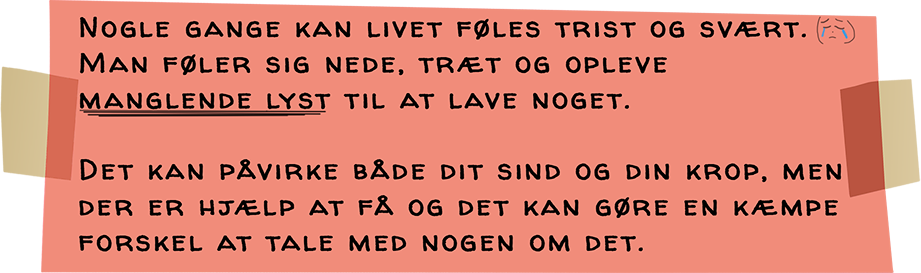 Nogle gange kan livet føles trist og svært.
Man føler sig nede, træt og opleve
manglende lyst til at lave noget.
Det kan påvirke både dit sind og din krop, men
der er hjælp at få og det kan gøre en kæmpe
forskel at tale med nogen om det.